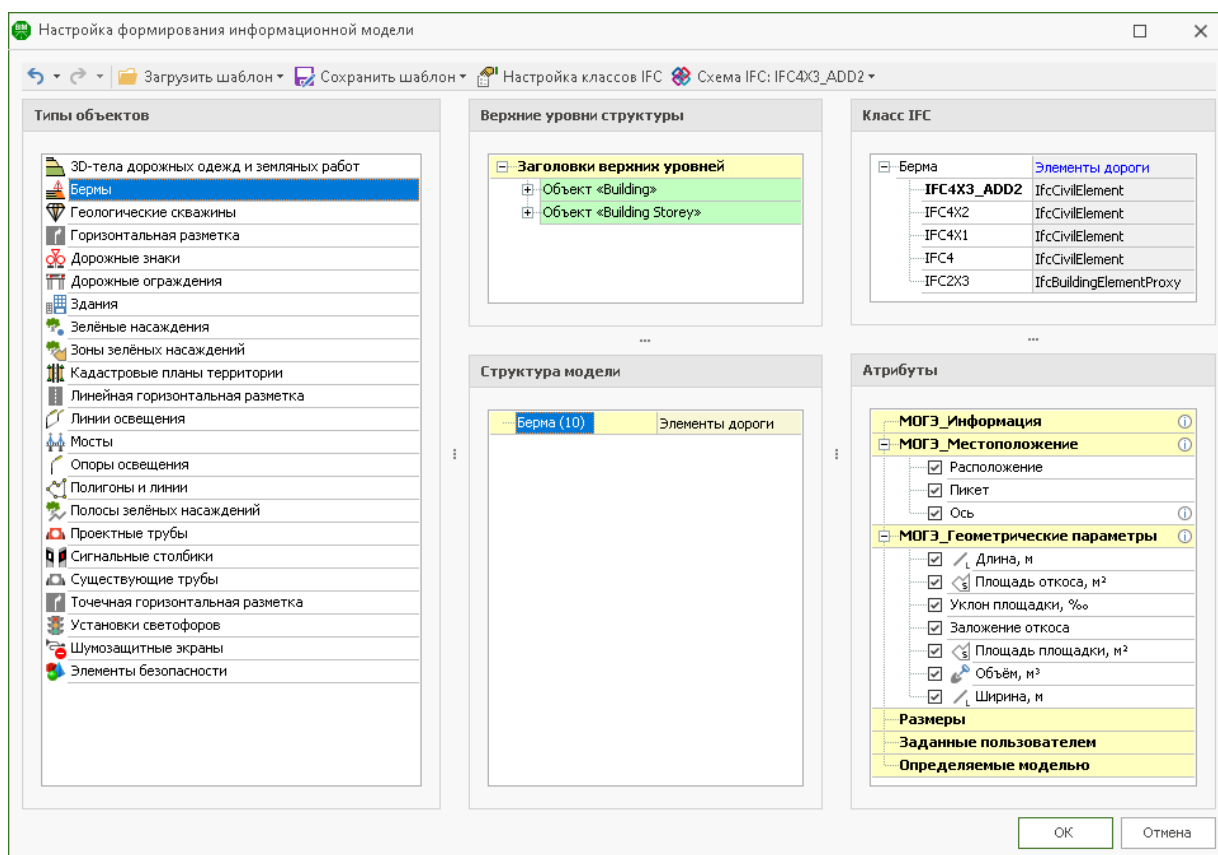 BIM
Настройка формирования информационной модели
Загрузить шаблон
Сохранить шаблон
Настройка классов IFC
Схема IFC: IFC4X3_ADD2
Типы объектов
3D-тела дорожных одежд и земляных работ
Бермы
Геологические скважины
Горизонтальная разметка
Дорожные знаки
Дорожные ограждения
Здания
Зелёные насаждения
Зоны зелёных насаждений
Кадастровые планы территории
Линейная горизонтальная разметка
Линии освещения
Мосты
Опоры освещения
Полигоны и линии
Полосы зелёных насаждений
Проектные трубы
Сигнальные столбики
Существующие трубы
Точечная горизонтальная разметка
Установки светофоров
Шумозащитные экраны
Элементы безопасности
Верхние уровни структуры
Заголовки верхних уровней
Объект «Building»
Объект «Building Storey»
Структура модели
Берма (10) Элементы дороги
Класс IFC
Берма Элементы дороги
IFC4X3_ADD2 IfcCivilElement
IFC4X2 IfcCivilElement
IFC4X1 IfcCivilElement
IFC4 IfcCivilElement
IFC2X3 IfcBuildingElementProxy
Атрибуты
МОГЭ_Информация
МОГЭ_Местоположение
Расположение
Пикет
Ось
МОГЭ_Геометрические параметры
Длина, м
Площадь откоса, м²
Уклон площадки, ‰
Заложение откоса
Площадь площадки, м²
Объём, м³
Ширина, м
Размеры
Заданные пользователем
Определяемые моделью
ОК
Отмена